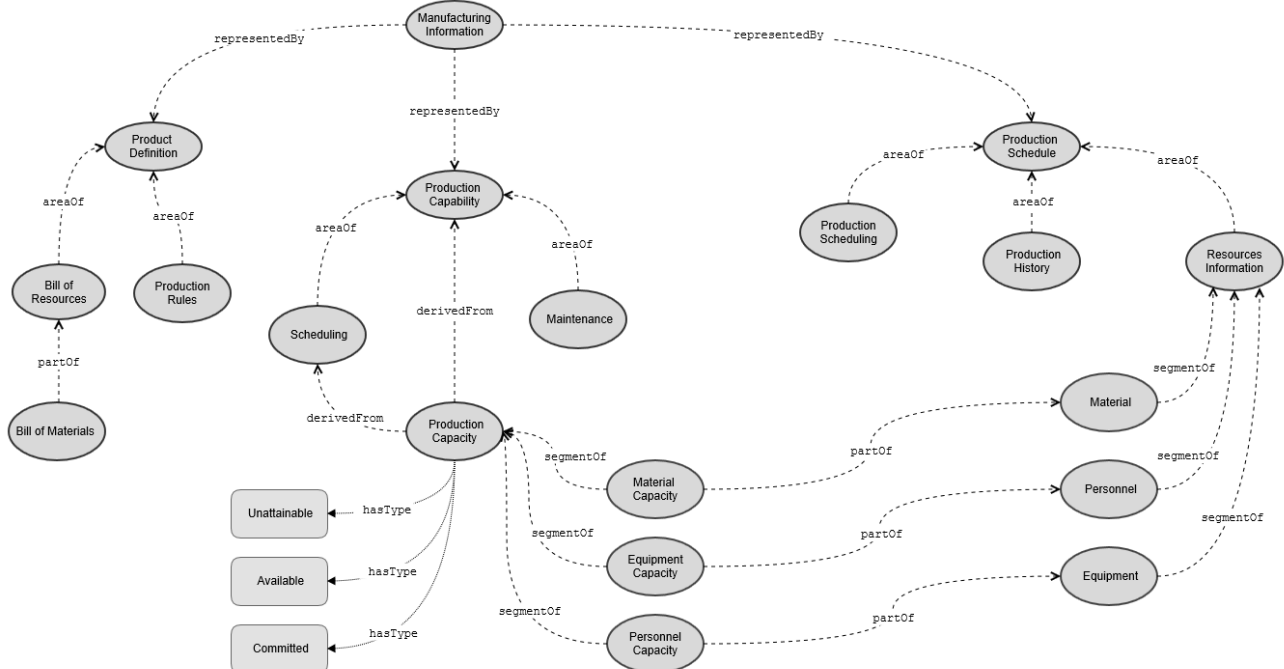 Manufacturing
Information
representedBy
representedBy
representedBy
Product
Definition
Production
Capability
Production
Schedule
areaOf
areaOf
areaOf
areaOf
areaOf
areaOf
areaOf
Production
Scheduling
Production
History
Resources
Information
Bill of
Resources
Production
Rules
Scheduling
derivedFrom
Maintenance
partOf
Bill of Materials
derivedFrom
Production
Capacity
segmentOf
Material
Capacity
partOf
Material
segmentOf
Unattainable
hasType
segmentOf
Equipment
Capacity
partOf
Personnel
segmentOf
Available
hasType
segmentOf
Personnel
Capacity
partOf
Equipment
segmentOf
Committed
hasType